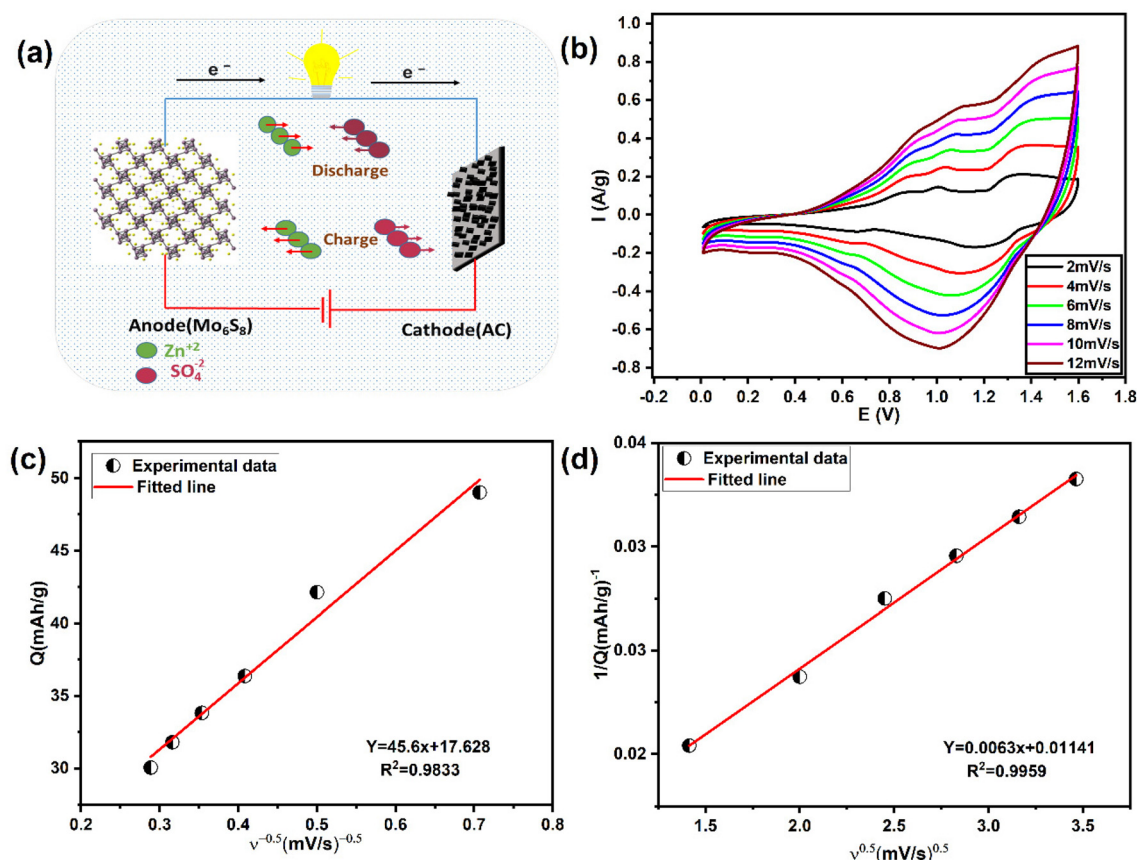 (a)
e⁻
e⁻
Discharge
Charge
Anode(Mo₆S₈)
Cathode(AC)
Zn⁺²
SO₄⁻²
(b)
I (A/g)
1.0
0.8
0.6
0.4
0.2
0.0
-0.2
-0.4
-0.6
-0.8
2mV/s
4mV/s
6mV/s
8mV/s
10mV/s
12mV/s
-0.2 0.0 0.2 0.4 0.6 0.8 1.0 1.2 1.4 1.6 1.8
E (V)
(c)
Experimental data
Fitted line
Q(mAh/g)
50
45
40
35
30
Y=45.6x+17.628
R²=0.9833
0.2 0.3 0.4 0.5 0.6 0.7 0.8
ν⁻⁰·⁵(mV/s)⁻⁰·⁵
(d)
Experimental data
Fitted line
1/Q(mAh/g)⁻¹
0.04
0.03
0.03
0.02
Y=0.0063x+0.01141
R²=0.9959
1.5 2.0 2.5 3.0 3.5
ν⁰·⁵(mV/s)⁰·⁵